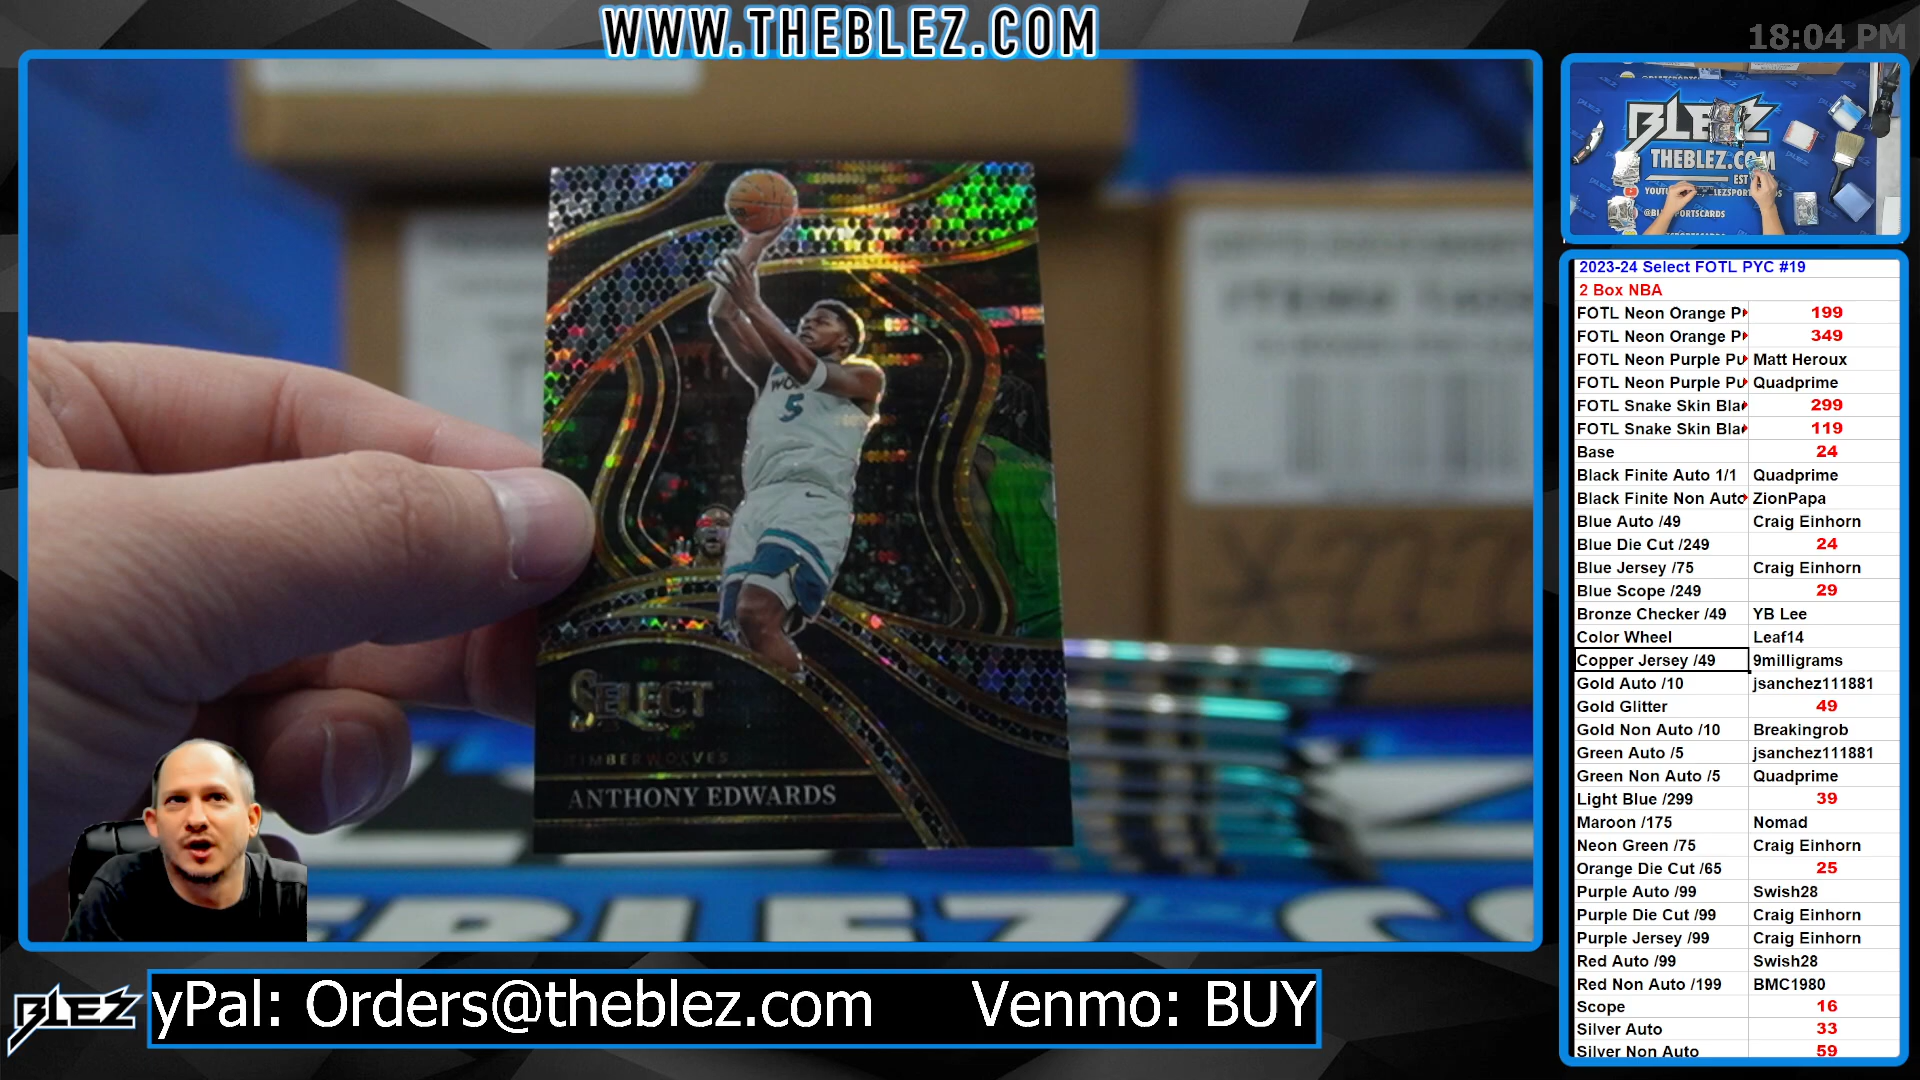 WWW.THEBLEZ.COM
18:04 PM
BLEZ
THEBLEZ.COM
EST
2023-24 Select FOTL PYC #19
2 Box NBA
FOTL Neon Orange P 199
FOTL Neon Orange P 349
FOTL Neon Purple Pu Matt Heroux
FOTL Neon Purple Pu Quadprime
FOTL Snake Skin Bla 299
FOTL Snake Skin Bla 119
Base 24
Black Finite Auto 1/1 Quadprime
Black Finite Non Auto ZionPapa
Blue Auto /49 Craig Einhorn
Blue Die Cut /249 24
Blue Jersey /75 Craig Einhorn
Blue Scope /249 29
Bronze Checker /49 YB Lee
Color Wheel Leaf14
Copper Jersey /49 9milligrams
Gold Auto /10 jsanchez111881
Gold Glitter 49
Gold Non Auto /10 Breakingrob
Green Auto /5 jsanchez111881
Green Non Auto /5 Quadprime
Light Blue /299 39
Maroon /175 Nomad
Neon Green /75 Craig Einhorn
Orange Die Cut /65 25
Purple Auto /99 Swish28
Purple Die Cut /99 Craig Einhorn
Purple Jersey /99 Craig Einhorn
Red Auto /99 Swish28
Red Non Auto /199 BMC1980
Scope 16
Silver Auto 33
Silver Non Auto 59
5
SELECT
TIMBERWOLVES
ANTHONY EDWARDS
BLEZ
yPal: Orders@theblez.com Venmo: BUY